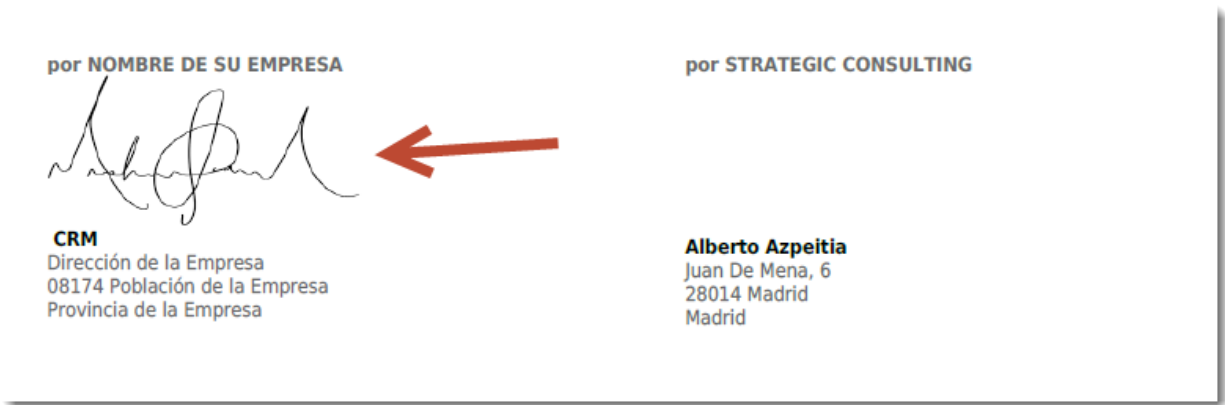 por NOMBRE DE SU EMPRESA
CRM
Dirección de la Empresa
08174 Población de la Empresa
Provincia de la Empresa
por STRATEGIC CONSULTING
Alberto Azpeitia
Juan De Mena, 6
28014 Madrid
Madrid